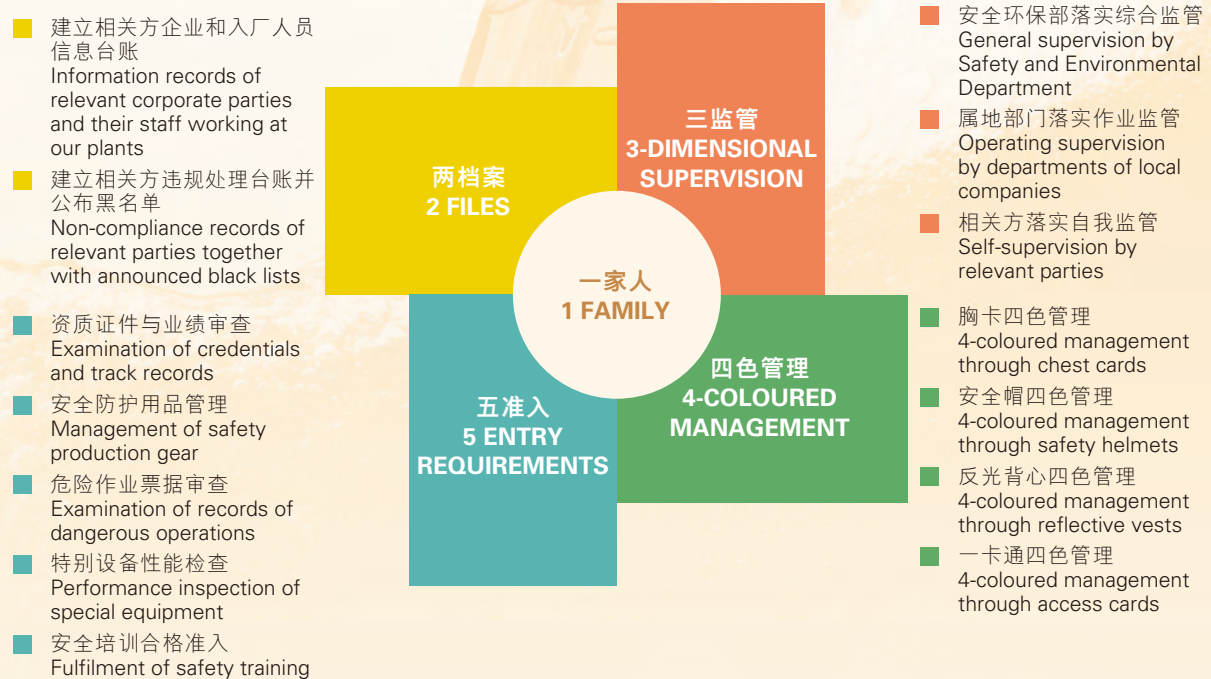 建立相关方企业和入厂人员
信息台账
Information records of
relevant corporate parties
and their staff working at
our plants
建立相关方违规处理台账并
公布黑名单
Non-compliance records of
relevant parties together
with announced black lists
资质证件与业绩审查
Examination of credentials
and track records
安全防护用品管理
Management of safety
production gear
危险作业票据审查
Examination of records of
dangerous operations
特别设备性能检查
Performance inspection of
special equipment
安全培训合格准入
Fulfilment of safety training
两档案
2 FILES
三监管
3-DIMENSIONAL
SUPERVISION
一家人
1 FAMILY
五准入
5 ENTRY
REQUIREMENTS
四色管理
4-COLOURED
MANAGEMENT
安全环保部落实综合监管
General supervision by
Safety and Environmental
Department
属地部门落实作业监管
Operating supervision
by departments of local
companies
相关方落实自我监管
Self-supervision by
relevant parties
胸卡四色管理
4-coloured management
through chest cards
安全帽四色管理
4-coloured management
through safety helmets
反光背心四色管理
4-coloured management
through reflective vests
一卡通四色管理
4-coloured management
through access cards